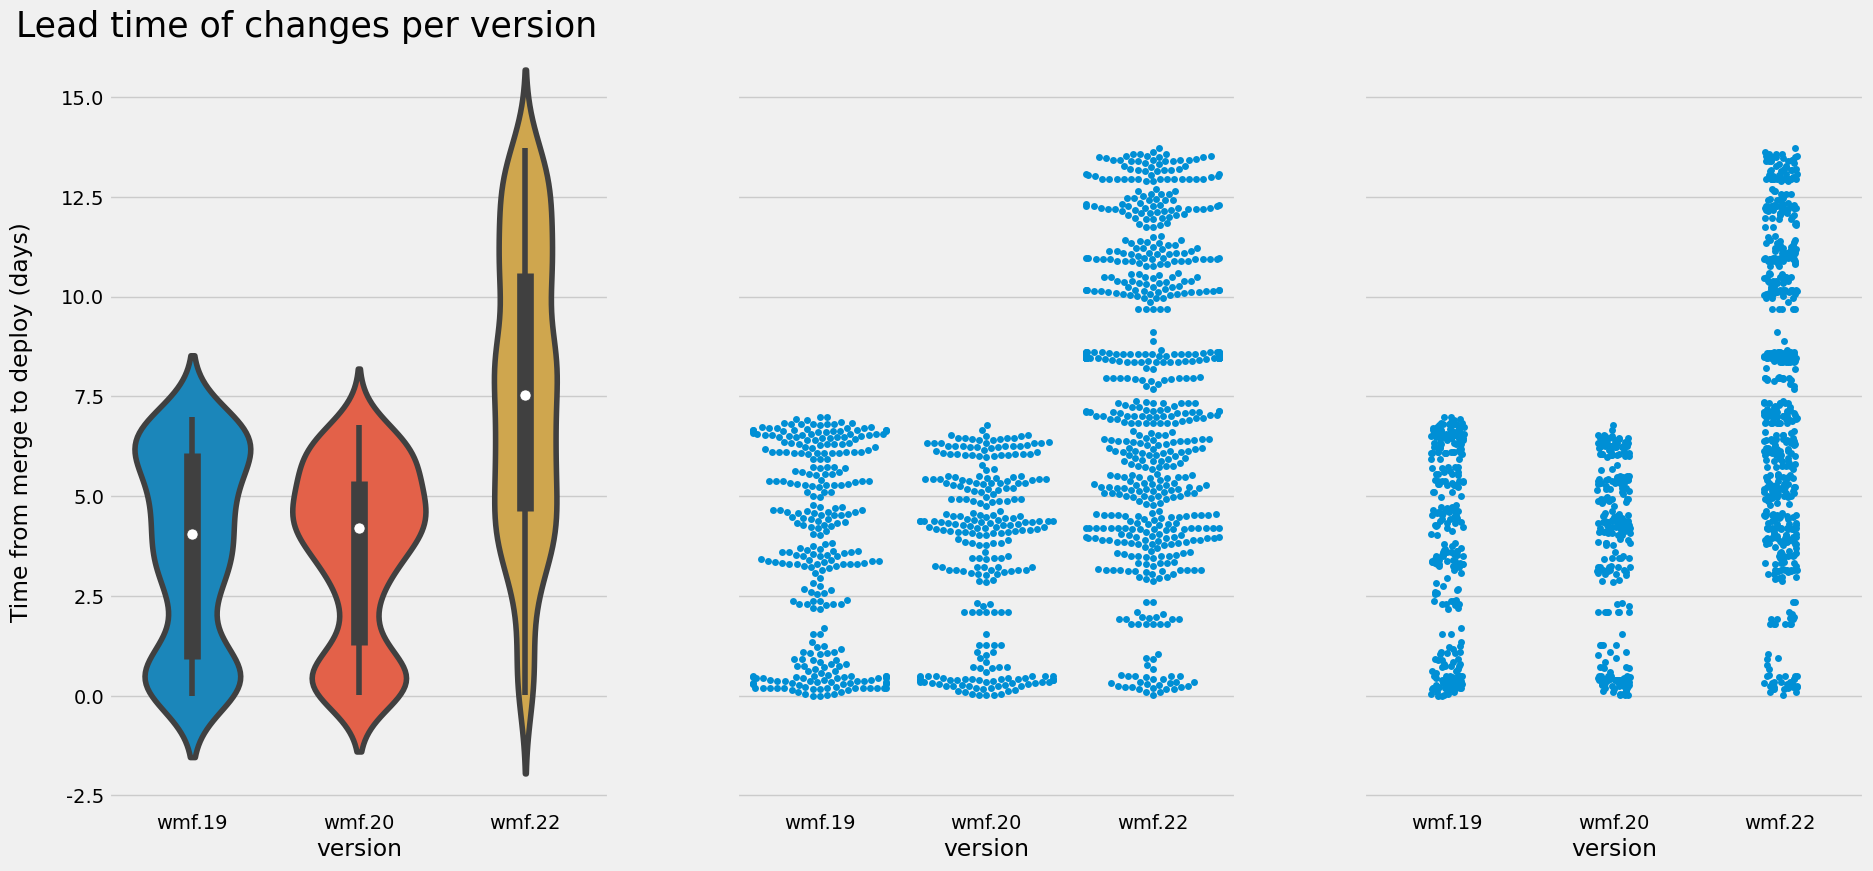 Lead time of changes per version
Time from merge to deploy (days)
15.0
12.5
10.0
7.5
5.0
2.5
0.0
-2.5
wmf.19 wmf.20 wmf.22
version
wmf.19 wmf.20 wmf.22
version
wmf.19 wmf.20 wmf.22
version